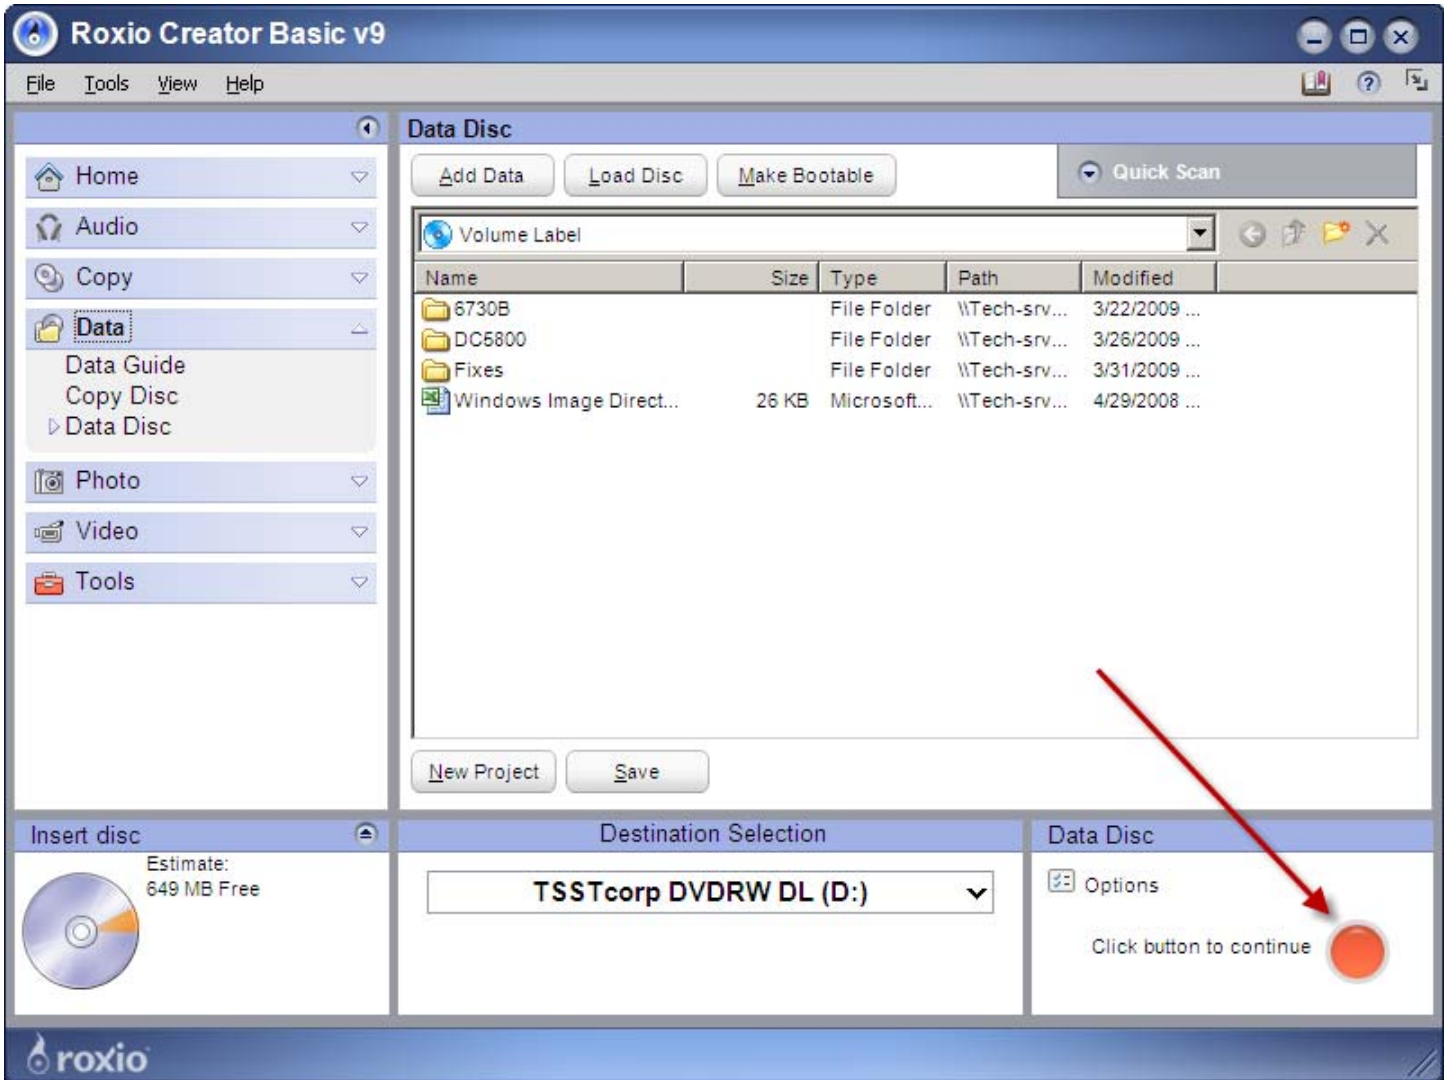 Roxio Creator Basic v9
File Tools View Help
Data Disc
Home
Audio
Copy
Data
Data Guide
Copy Disc
Data Disc
Photo
Video
Tools
Add Data Load Disc Make Bootable Quick Scan
Volume Label
Name Size Type Path Modified
6730B File Folder \\Tech-srv... 3/22/2009 ...
DC5800 File Folder \\Tech-srv... 3/26/2009 ...
Fixes File Folder \\Tech-srv... 3/31/2009 ...
Windows Image Direct... 26 KB Microsoft... \\Tech-srv... 4/29/2008 ...
New Project Save
Insert disc
Estimate:
649 MB Free
Destination Selection
TSSTcorp DVDRW DL (D:)
Data Disc
Options
Click button to continue
roxio